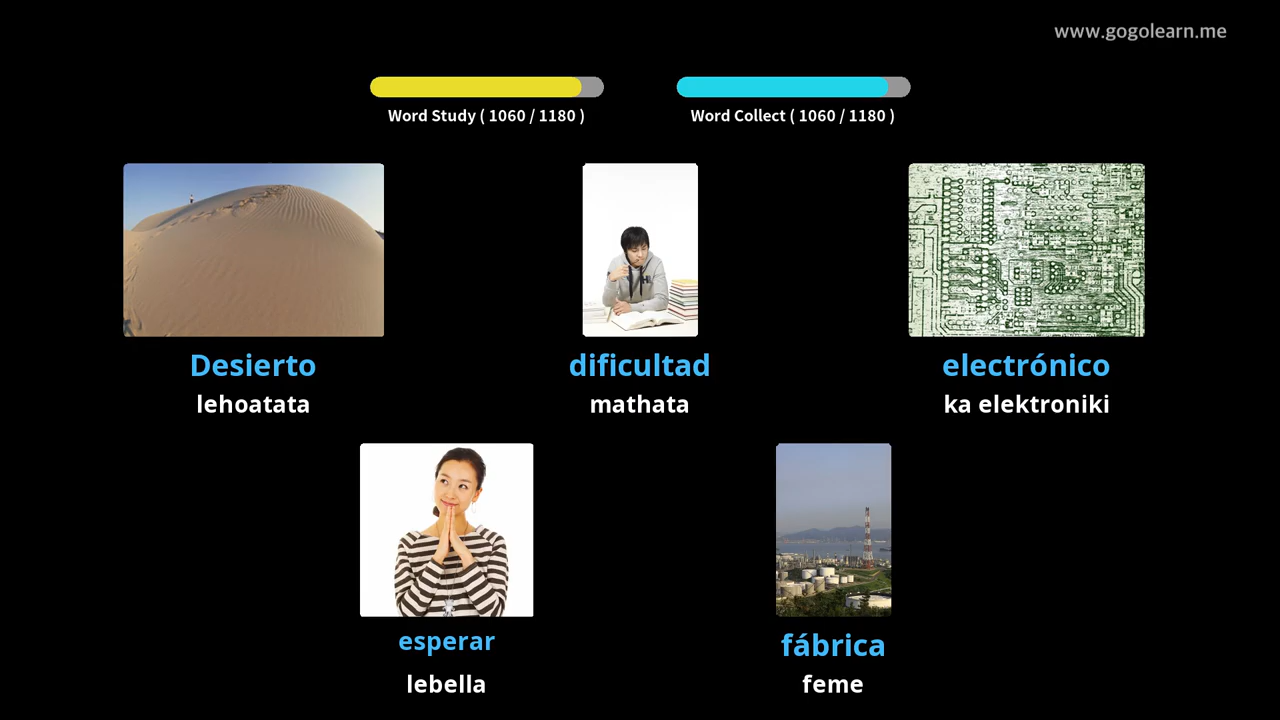 www.gogolearn.me
Word Study ( 1060 / 1180 )
Word Collect ( 1060 / 1180 )
Desierto
lehoatata
dificultad
mathata
electrónico
ka elektroniki
esperar
lebella
fábrica
feme